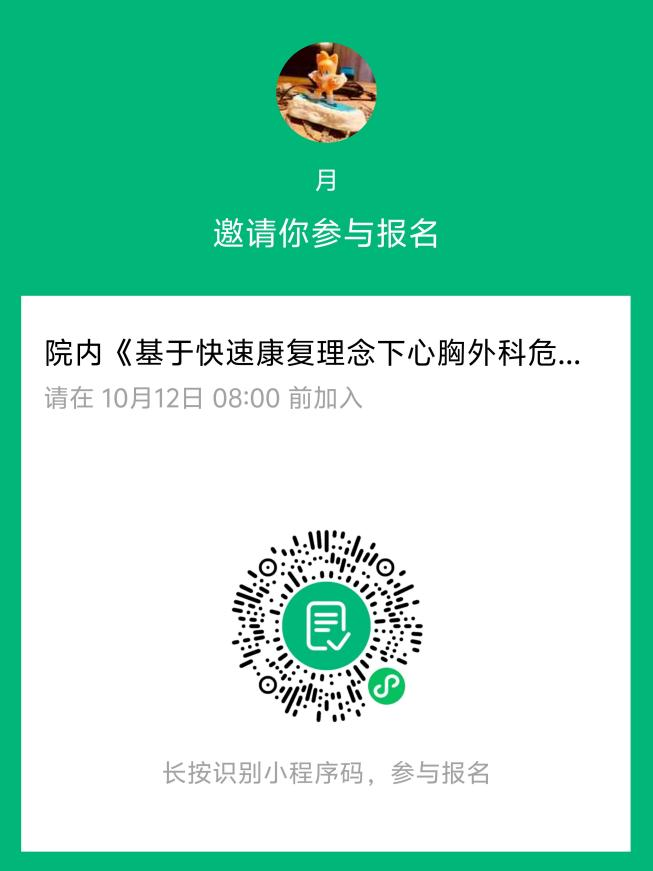 月
邀请你参与报名
院内《基于快速康复理念下心胸外科危...
请在 10月12日 08:00 前加入
长按识别小程序码，参与报名